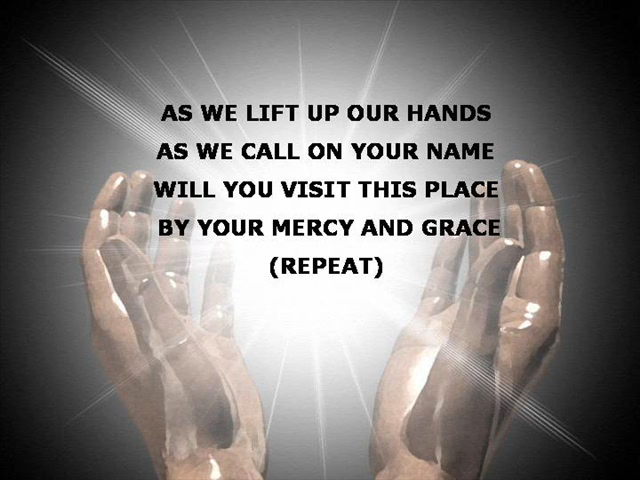 AS WE LIFT UP OUR HANDS
AS WE CALL ON YOUR NAME
WILL YOU VISIT THIS PLACE
BY YOUR MERCY AND GRACE
(REPEAT)